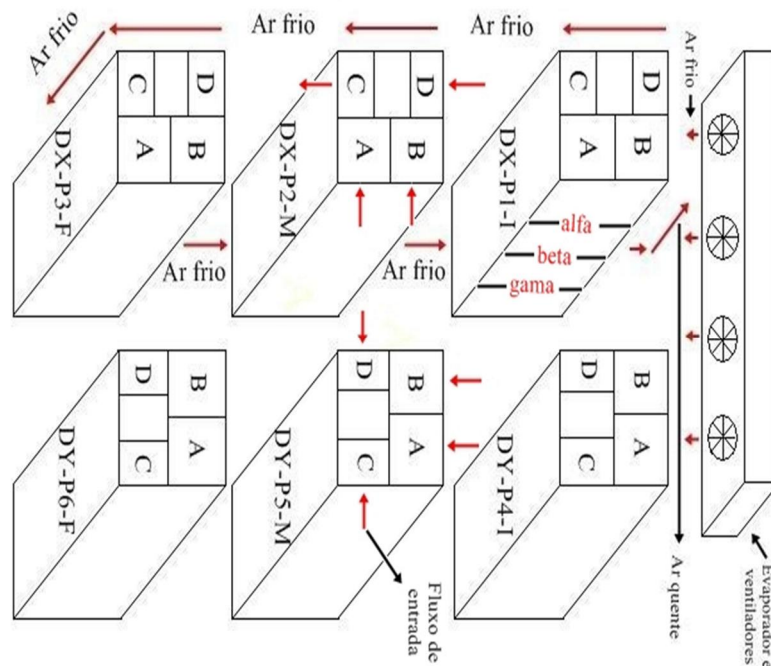 Ar frio
Ar frio
Ar frio
Ar frio
C
D
A
B
DX-P3-F
C
D
A
B
DX-P2-M
C
D
A
B
DX-P1-I
alfa
beta
gama
Ar frio
Ar frio
D
B
C
A
DY-P6-F
D
B
C
A
DY-P5-M
D
B
C
A
DY-P4-I
Fluxo de
entrada
Ar quente
Evaporador
ventiladores